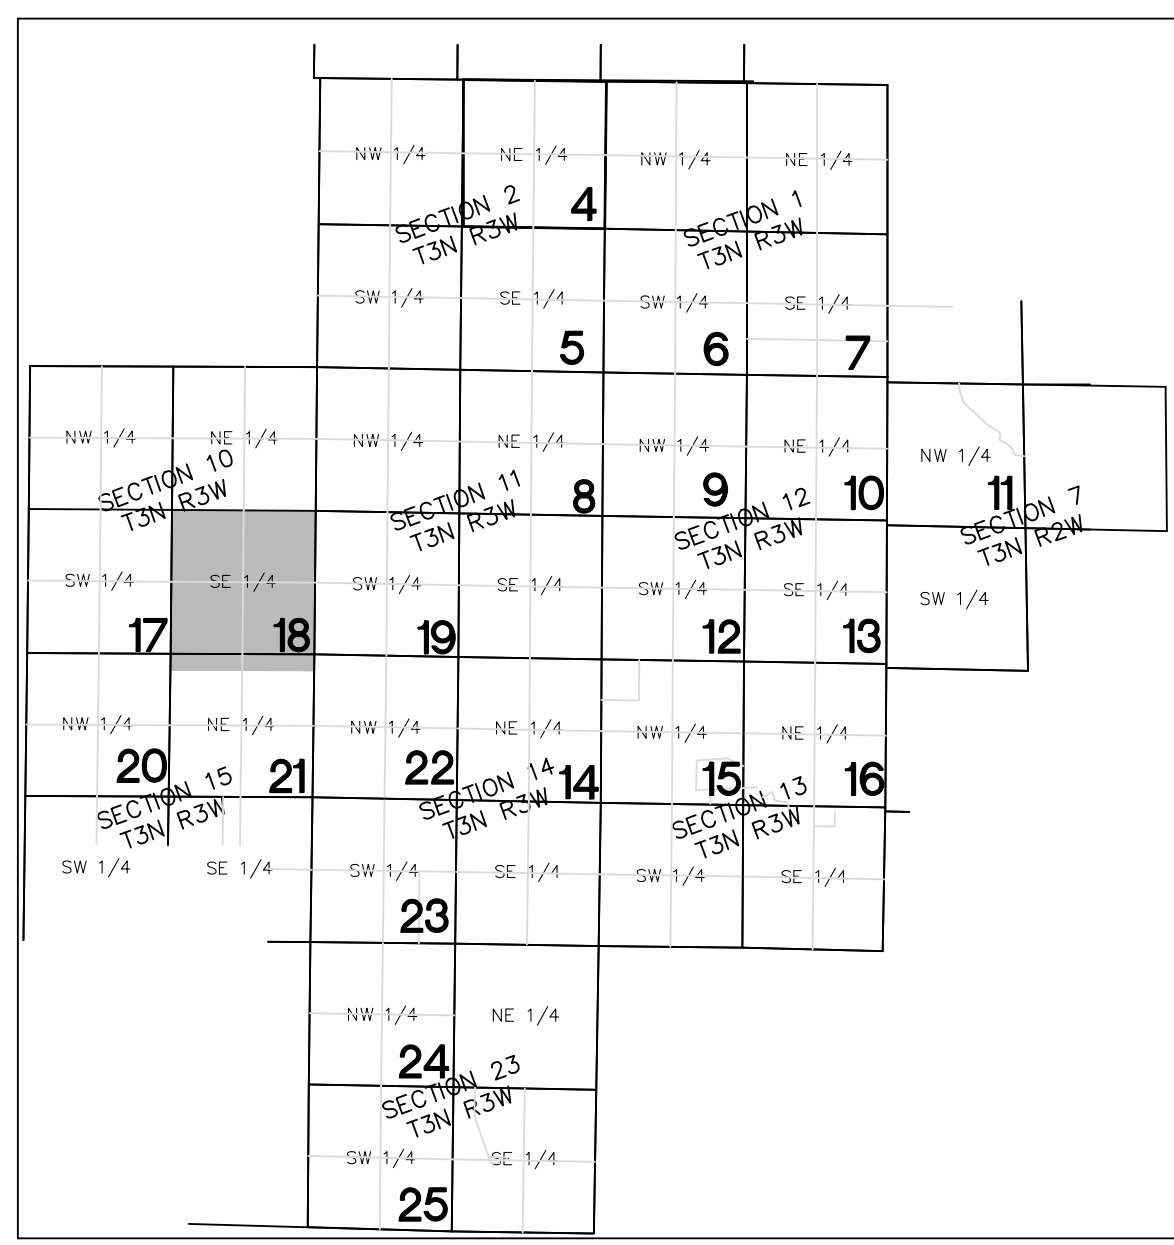 NW 1/4 NE 1/4 NW 1/4 NE 1/4
4
SECTION 2
T3N R3W
SECTION 1
T3N R3W
SW 1/4 SE 1/4 SW 1/4 SE 1/4
5 6 7
NW 1/4 NE 1/4 NW 1/4 NE 1/4 NW 1/4 NE 1/4 NW 1/4
8 9 10 11
SECTION 10
T3N R3W
SECTION 11
T3N R3W
SECTION 12
T3N R3W
SECTION 7
T3N R2W
SW 1/4 SE 1/4 SW 1/4 SE 1/4 SW 1/4 SE 1/4 SW 1/4
17 18 19 12 13
NW 1/4 NE 1/4 NW 1/4 NE 1/4 NW 1/4 NE 1/4
20 21 22 14 15 16
SECTION 15
T3N R3W
SECTION 14
T3N R3W
SECTION 13
T3N R3W
SW 1/4 SE 1/4 SW 1/4 SE 1/4 SW 1/4 SE 1/4
23
NW 1/4 NE 1/4
24
SECTION 23
T3N R3W
SW 1/4 SE 1/4
25